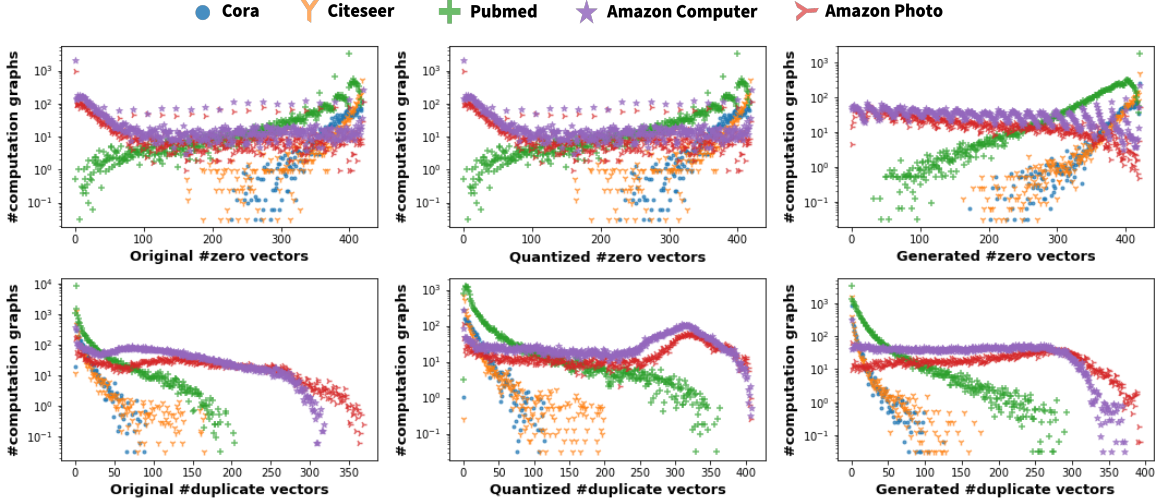 Cora Citeseer Pubmed Amazon Computer Amazon Photo
#computation graphs
10³
10²
10¹
10⁰
10⁻¹
0 100 200 300 400
Original #zero vectors
#computation graphs
10³
10²
10¹
10⁰
10⁻¹
0 100 200 300 400
Quantized #zero vectors
#computation graphs
10³
10²
10¹
10⁰
10⁻¹
0 100 200 300 400
Generated #zero vectors
#computation graphs
10⁴
10³
10²
10¹
10⁰
10⁻¹
0 50 100 150 200 250 300 350
Original #duplicate vectors
#computation graphs
10³
10²
10¹
10⁰
10⁻¹
0 50 100 150 200 250 300 350 400
Quantized #duplicate vectors
#computation graphs
10³
10²
10¹
10⁰
10⁻¹
0 50 100 150 200 250 300 350 400
Generated #duplicate vectors